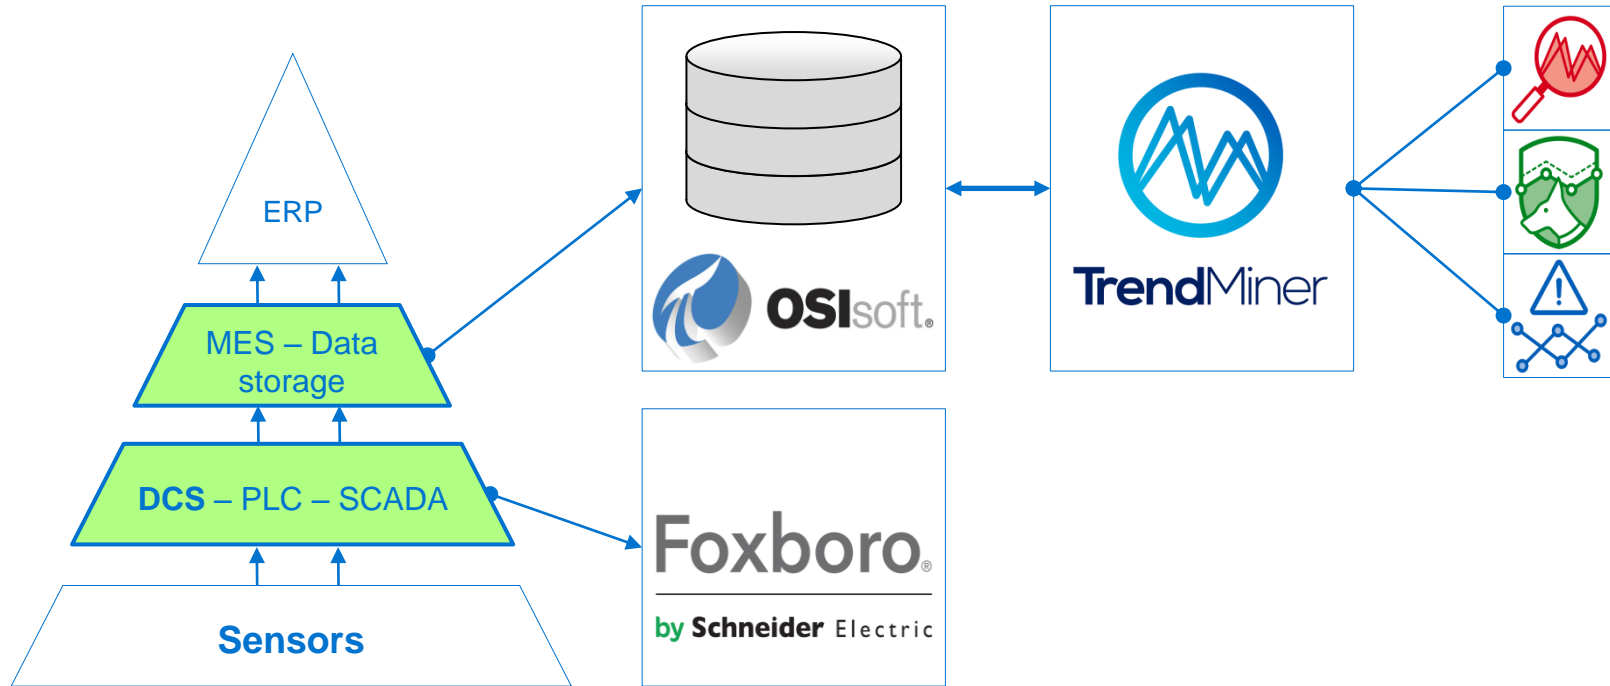 ERP
MES – Data
storage
DCS – PLC – SCADA
Sensors
OSIsoft®
TrendMiner
Foxboro®
by Schneider Electric